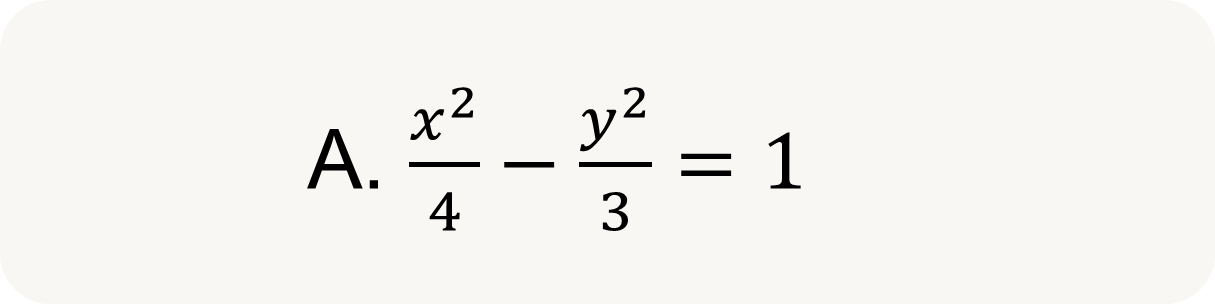 A. x²/4 − y²/3 = 1